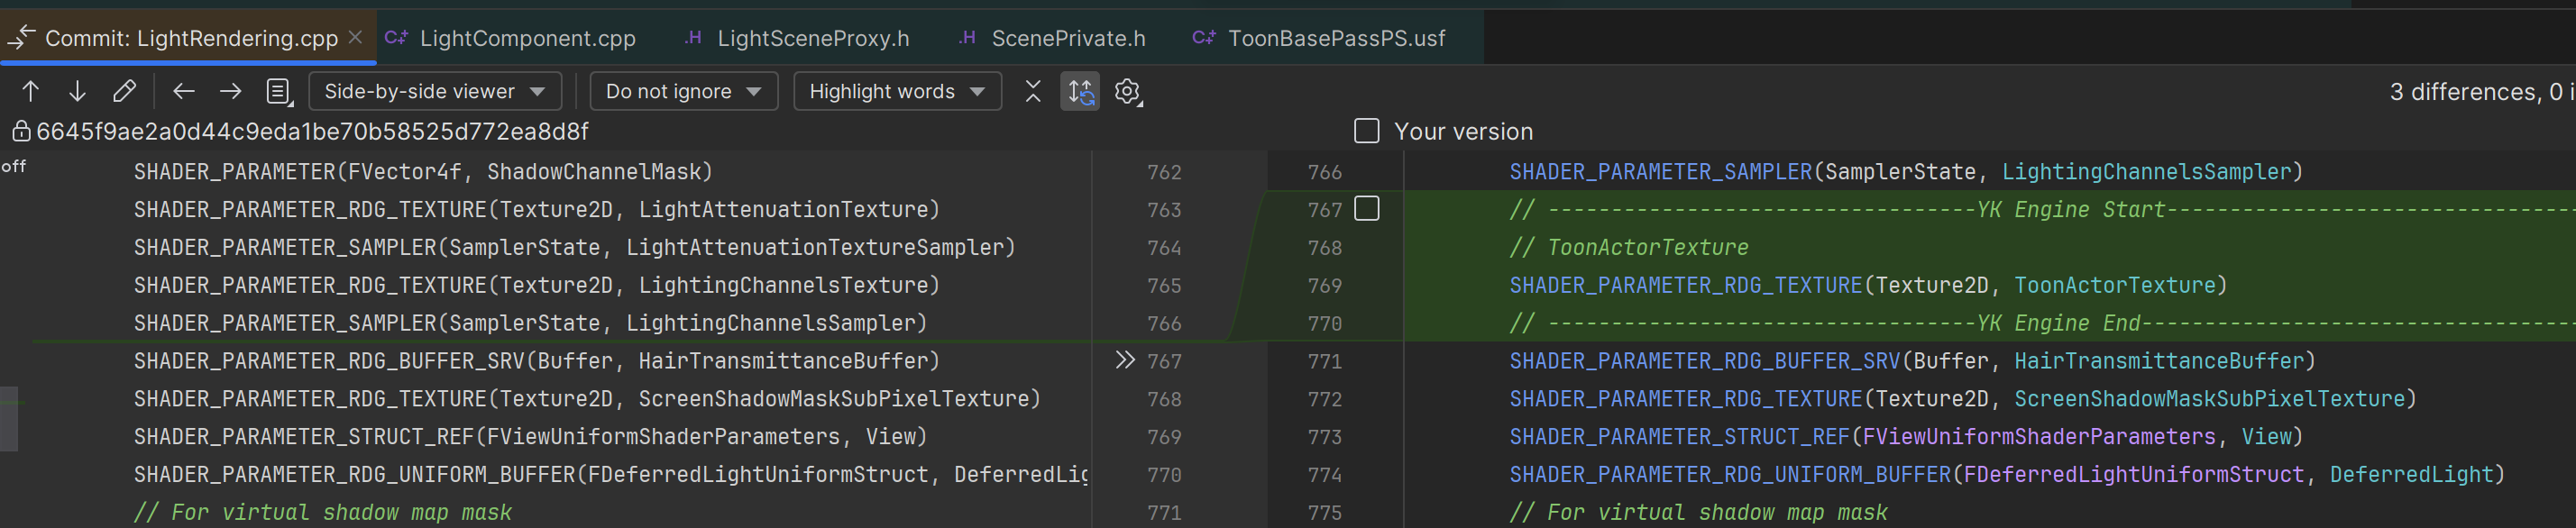 Commit: LightRendering.cpp LightComponent.cpp .H LightSceneProxy.h .H ScenePrivate.h ToonBasePassPS.usf
Side-by-side viewer Do not ignore Highlight words 3 differences, 0 i
6645f9ae2a0d44c9eda1be70b58525d772ea8d8f Your version
off
SHADER_PARAMETER(FVector4f, ShadowChannelMask) 762
SHADER_PARAMETER_RDG_TEXTURE(Texture2D, LightAttenuationTexture) 763
SHADER_PARAMETER_SAMPLER(SamplerState, LightAttenuationTextureSampler) 764
SHADER_PARAMETER_RDG_TEXTURE(Texture2D, LightingChannelsTexture) 765
SHADER_PARAMETER_SAMPLER(SamplerState, LightingChannelsSampler) 766
SHADER_PARAMETER_RDG_BUFFER_SRV(Buffer, HairTransmittanceBuffer) 767
SHADER_PARAMETER_RDG_TEXTURE(Texture2D, ScreenShadowMaskSubPixelTexture) 768
SHADER_PARAMETER_STRUCT_REF(FViewUniformShaderParameters, View) 769
SHADER_PARAMETER_RDG_UNIFORM_BUFFER(FDeferredLightUniformStruct, DeferredLig 770
// For virtual shadow map mask 771
766 SHADER_PARAMETER_SAMPLER(SamplerState, LightingChannelsSampler)
767 // ----------------------------------YK Engine Start---------------------------------
768 // ToonActorTexture
769 SHADER_PARAMETER_RDG_TEXTURE(Texture2D, ToonActorTexture)
770 // ----------------------------------YK Engine End-----------------------------------
771 SHADER_PARAMETER_RDG_BUFFER_SRV(Buffer, HairTransmittanceBuffer)
772 SHADER_PARAMETER_RDG_TEXTURE(Texture2D, ScreenShadowMaskSubPixelTexture)
773 SHADER_PARAMETER_STRUCT_REF(FViewUniformShaderParameters, View)
774 SHADER_PARAMETER_RDG_UNIFORM_BUFFER(FDeferredLightUniformStruct, DeferredLight)
775 // For virtual shadow map mask